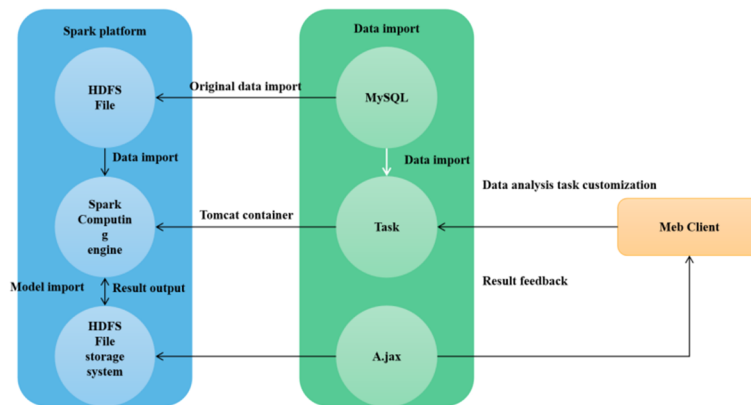 Spark platform
Data import
HDFS
File
Original data import
MySQL
Data import
Data import
Data analysis task customization
Spark
Computin
g
engine
Tomcat container
Task
Meb Client
Model import
Result output
Result feedback
HDFS
File
storage
system
A.jax